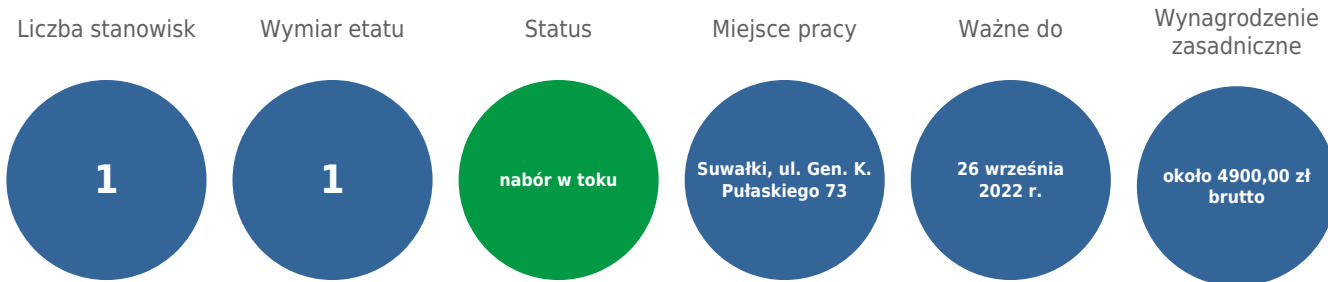 Liczba stanowisk
1
Wymiar etatu
1
Status
nabór w toku
Miejsce pracy
Suwałki, ul. Gen. K.
Pułaskiego 73
Ważne do
26 września
2022 r.
Wynagrodzenie
zasadniczne
około 4900,00 zł
brutto